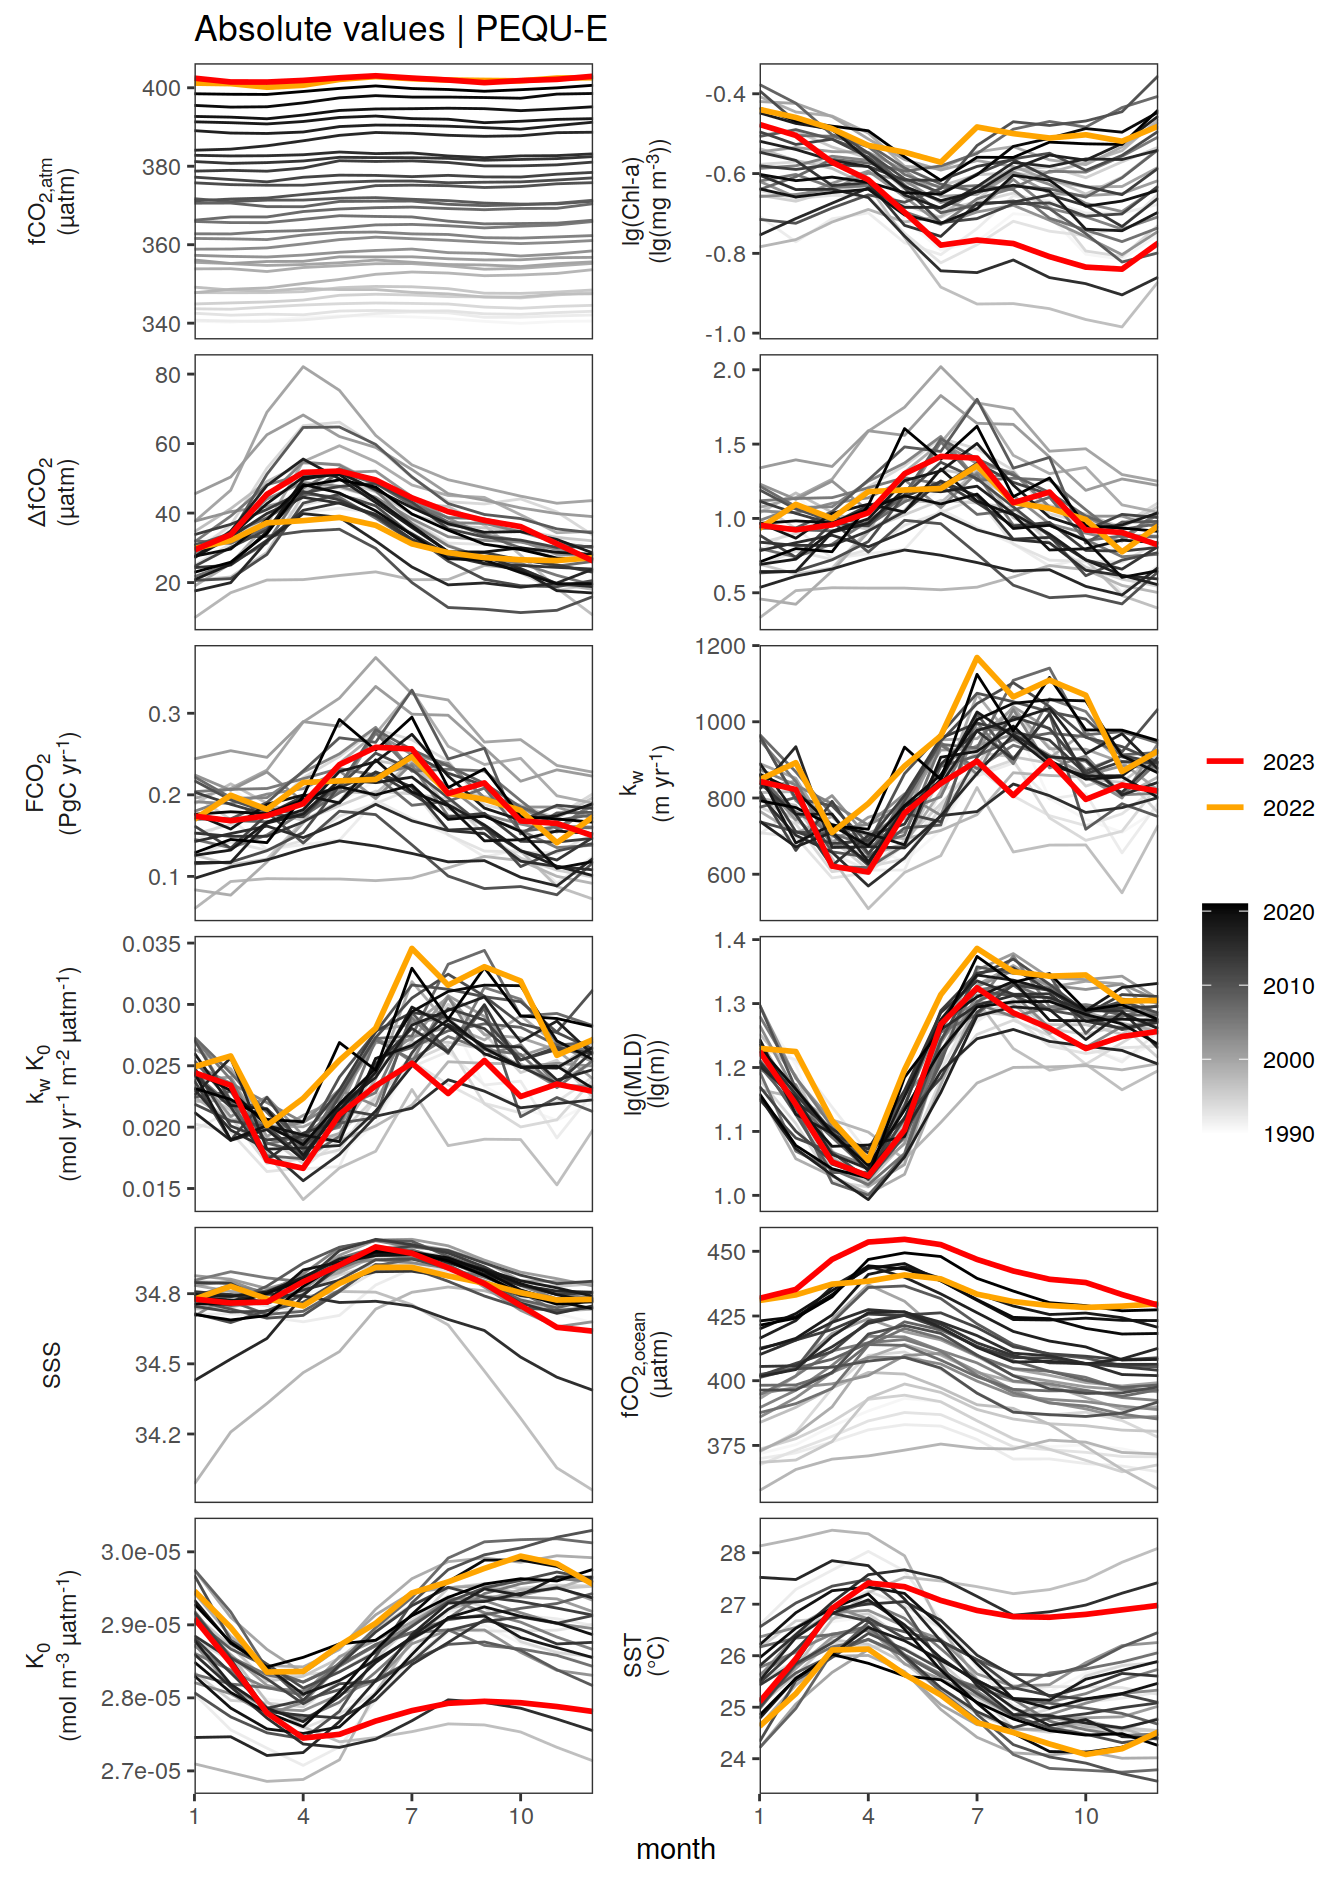 Absolute values | PEQU-E
fCO2,atm
(µatm)
400
380
360
340
lg(Chl-a)
(lg(mg m-3))
-0.4
-0.6
-0.8
-1.0
ΔfCO2
(µatm)
80
60
40
20
2.0
1.5
1.0
0.5
FCO2
(PgC yr-1)
0.3
0.2
0.1
kw
(m yr-1)
1200
1000
800
600
kw K0
(mol yr-1 m-2 µatm-1)
0.035
0.030
0.025
0.020
0.015
lg(MLD)
(lg(m))
1.4
1.3
1.2
1.1
1.0
SSS
34.8
34.5
34.2
fCO2,ocean
(µatm)
450
425
400
375
K0
(mol m-3 µatm-1)
3.0e-05
2.9e-05
2.8e-05
2.7e-05
SST
(°C)
28
27
26
25
24
1 4 7 10
1 4 7 10
month
2023
2022
2020
2010
2000
1990